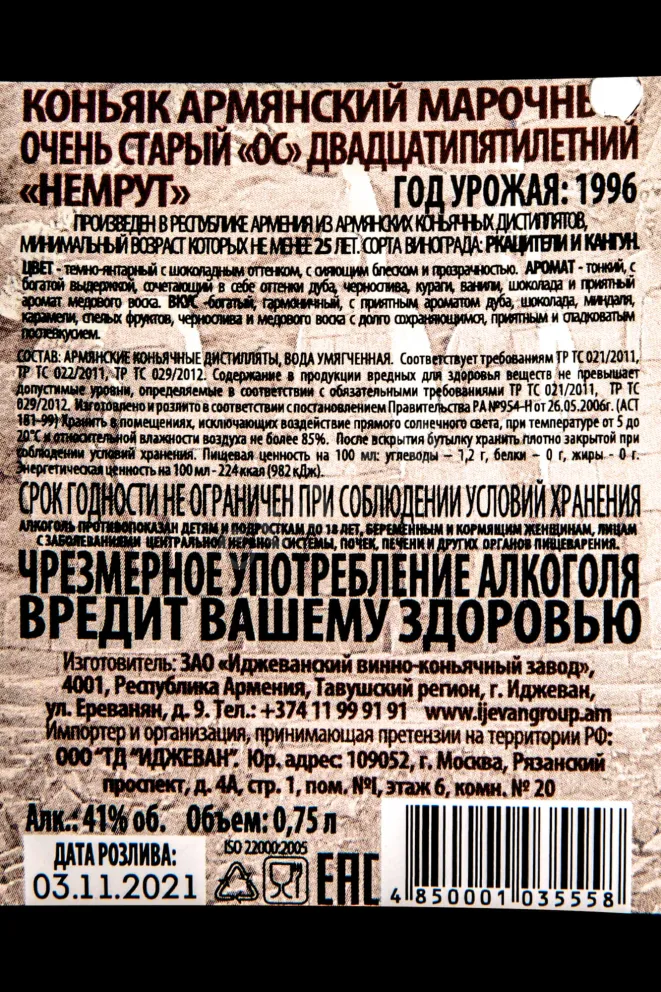 КОНЬЯК АРМЯНСКИЙ МАРОЧНЫ
ОЧЕНЬ СТАРЫЙ «ОС» ДВАДЦАТИПЯТИЛЕТНИЙ
«НЕМРУТ» ГОД УРОЖАЯ: 1996
ПРОИЗВЕДЕН В РЕСПУБЛИКЕ АРМЕНИЯ ИЗ АРМЯНСКИХ КОНЬЯЧНЫХ ДИСТИЛЛЯТОВ,
МИНИМАЛЬНЫЙ ВОЗРАСТ КОТОРЫХ НЕ МЕНЕЕ 25 ЛЕТ. СОРТА ВИНОГРАДА: РКАЦИТЕЛИ И КАНГУН.
ЦВЕТ - темно-янтарный с шоколадным оттенком, с сияющим блеском и прозрачностью. АРОМАТ - тонкий, с
богатой выдержкой, сочетающий в себе оттенки дуба, чернослива, кураги, ванили, шоколада и приятный
аромат медового воска. ВКУС -богатый, гармоничный, с приятным ароматом дуба, шоколада, миндаля,
карамели, спелых фруктов, чернослива и медового воска с долго сохраняющимся, приятным и сладковатым
послевкусием.
СОСТАВ: АРМЯНСКИЕ КОНЬЯЧНЫЕ ДИСТИЛЛЯТЫ, ВОДА УМЯГЧЕННАЯ. Соответствует требованиям ТР ТС 021/2011,
ТР ТС 022/2011, ТР ТС 029/2012. Содержание в продукции вредных для здоровья веществ не превышает
допустимые уровни, определяемые в соответствии с обязательными требованиями ТР ТС 021/2011, ТР ТС
029/2012. Изготовлено и розлито в соответствии с постановлением Правительства РА №954-Н от 26.05.2006г. (АСТ
181-99) Хранить в помещениях, исключающих воздействие прямого солнечного света, при температуре от 5 до
20°С и относительной влажности воздуха не более 85%. После вскрытия бутылку хранить плотно закрытой при
соблюдении условий хранения. Пищевая ценность на 100 мл: углеводы – 1,2 г, белки – 0 г, жиры - 0 г.
Энергетическая ценность на 100 мл - 224 ккал (982 кДж).
СРОК ГОДНОСТИ НЕ ОГРАНИЧЕН ПРИ СОБЛЮДЕНИИ УСЛОВИЙ ХРАНЕНИЯ
АЛКОГОЛЬ ПРОТИВОПОКАЗАН ДЕТЯМ И ПОДРОСТКАМ ДО 18 ЛЕТ, БЕРЕМЕННЫМ И КОРМЯЩИМ ЖЕНЩИНАМ, ЛИЦАМ
С ЗАБОЛЕВАНИЯМИ ЦЕНТРАЛЬНОЙ НЕРВНОЙ СИСТЕМЫ, ПОЧЕК, ПЕЧЕНИ И ДРУГИХ ОРГАНОВ ПИЩЕВАРЕНИЯ.
ЧРЕЗМЕРНОЕ УПОТРЕБЛЕНИЕ АЛКОГОЛЯ
ВРЕДИТ ВАШЕМУ ЗДОРОВЬЮ
Изготовитель: ЗАО «Иджеванский винно-коньячный завод»,
4001, Республика Армения, Тавушский регион, г. Иджеван,
ул. Ереванян, д. 9. Тел.: +374 11 99 91 91 www.ijevangroup.am
Импортер и организация, принимающая претензии на территории РФ:
ООО "ТД "ИДЖЕВАН". Юр. адрес: 109052, г. Москва, Рязанский
проспект, д. 4А, стр. 1, пом. №I, этаж 6, комн. № 20
Алк.: 41% об. Объем: 0,75 л
ДАТА РОЗЛИВА:
03.11.2021
ISO 22000:2005
EAC
4 850001 035558